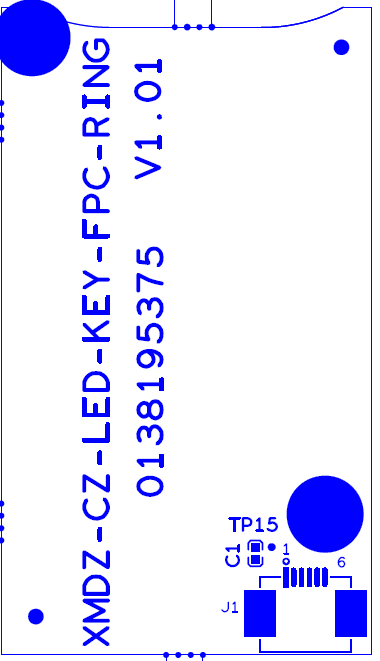 XMDZ-CZ-LED-KEY-FPC-RING
0138195375 V1.01
TP15
C1
1
6
J1